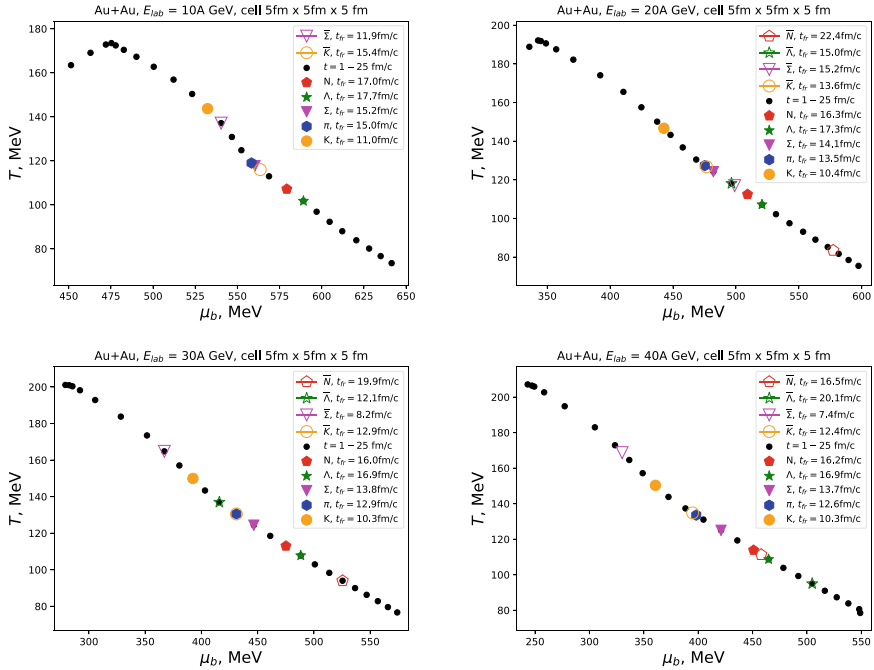 Au+Au, E_lab = 10A GeV, cell 5fm x 5fm x 5 fm
T, MeV
180
160
140
120
100
80
450 475 500 525 550 575 600 625 650
μ_b, MeV
Σ̅, t_fr = 11,9fm/c
K̅, t_fr = 15.4fm/c
t = 1 − 25 fm/c
N, t_fr = 17.0fm/c
Λ, t_fr = 17.7fm/c
Σ, t_fr = 15.2fm/c
π, t_fr = 15.0fm/c
K, t_fr = 11,0fm/c
Au+Au, E_lab = 20A GeV, cell 5fm x 5fm x 5 fm
T, MeV
200
180
160
140
120
100
80
60
350 400 450 500 550 600
μ_b, MeV
N̅, t_fr = 22,4fm/c
Λ̅, t_fr = 15.0fm/c
Σ̅, t_fr = 15.2fm/c
K̅, t_fr = 13.6fm/c
t = 1 − 25 fm/c
N, t_fr = 16.3fm/c
Λ, t_fr = 17.3fm/c
Σ, t_fr = 14,1fm/c
π, t_fr = 13.5fm/c
K, t_fr = 10.4fm/c
Au+Au, E_lab = 30A GeV, cell 5fm x 5fm x 5 fm
T, MeV
200
180
160
140
120
100
80
60
300 350 400 450 500 550
μ_b, MeV
N̅, t_fr = 19.9fm/c
Λ̅, t_fr = 12.1fm/c
Σ̅, t_fr = 8.2fm/c
K̅, t_fr = 12.9fm/c
t = 1 − 25 fm/c
N, t_fr = 16.0fm/c
Λ, t_fr = 16.9fm/c
Σ, t_fr = 13.8fm/c
π, t_fr = 12.9fm/c
K, t_fr = 10.3fm/c
Au+Au, E_lab = 40A GeV, cell 5fm x 5fm x 5 fm
T, MeV
200
180
160
140
120
100
80
60
250 300 350 400 450 500 550
μ_b, MeV
N̅, t_fr = 16.5fm/c
Λ̅, t_fr = 20,1fm/c
Σ̅, t_fr = 7.4fm/c
K̅, t_fr = 12.4fm/c
t = 1 − 25 fm/c
N, t_fr = 16.2fm/c
Λ, t_fr = 16.9fm/c
Σ, t_fr = 13.7fm/c
π, t_fr = 12.6fm/c
K, t_fr = 10.3fm/c